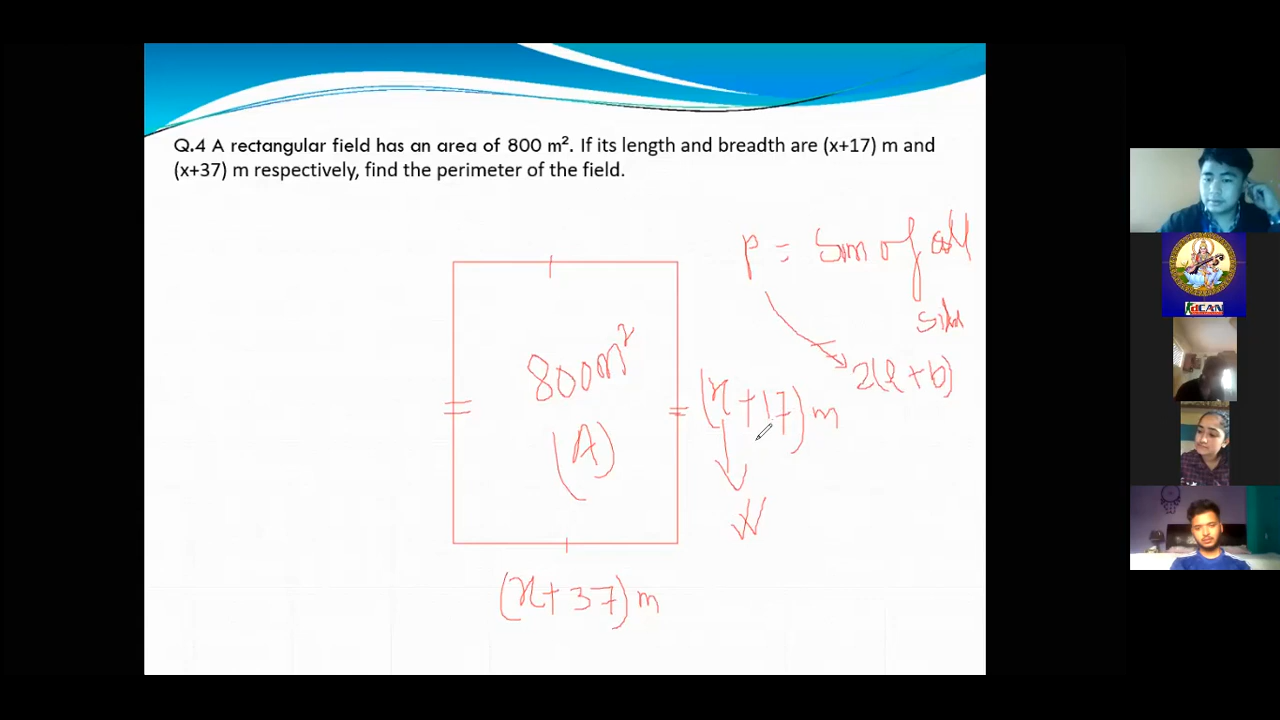 Q.4 A rectangular field has an area of 800 m². If its length and breadth are (x+17) m and
(x+37) m respectively, find the perimeter of the field.
P = Sum of all
2(l + b)
800m²
(A)
(x+17) m
(x+37) m